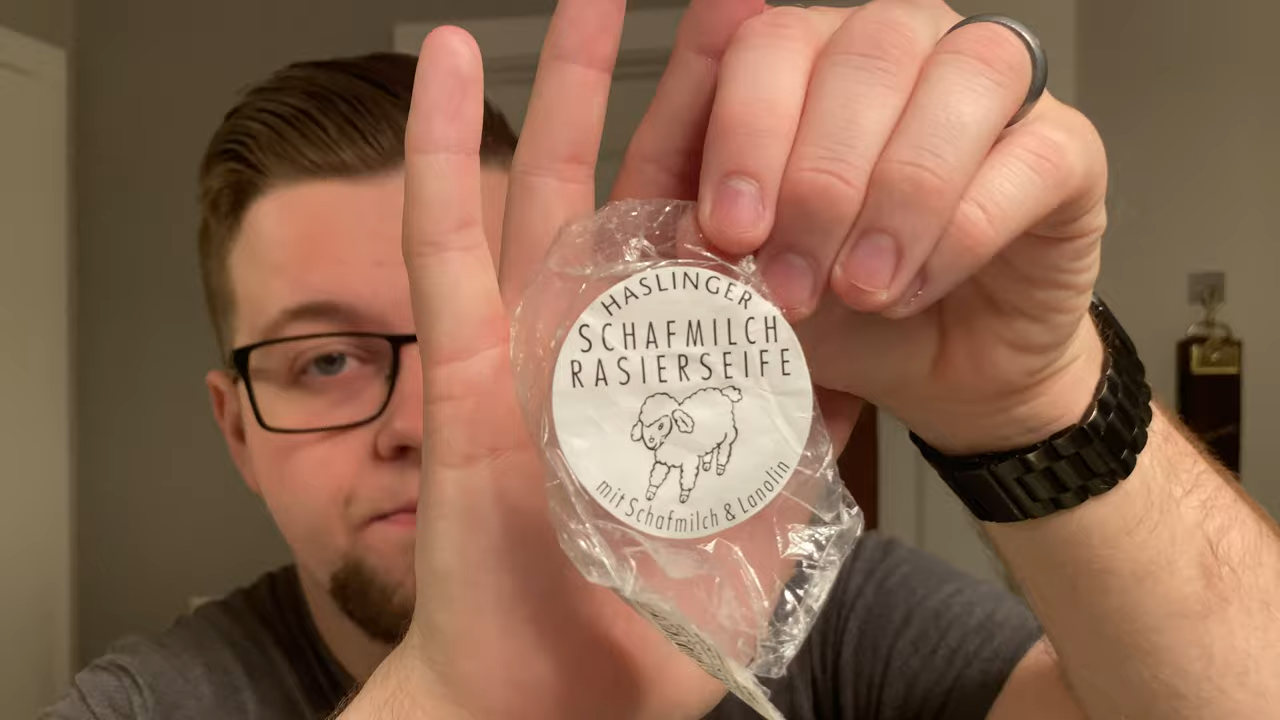 HASLINGER
SCHAFMILCH
RASIERSEIFE
mit Schafmilch & Lanolin